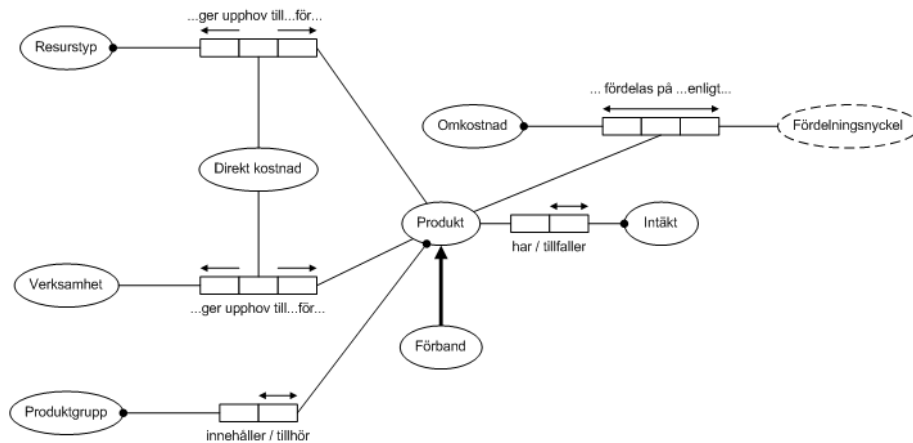 ...ger upphov till...för...
Resurstyp
... fördelas på ...enligt...
Omkostnad
Fördelningsnyckel
Direkt kostnad
Produkt
Intäkt
har / tillfaller
Verksamhet
...ger upphov till...för...
Förband
Produktgrupp
innehåller / tillhör